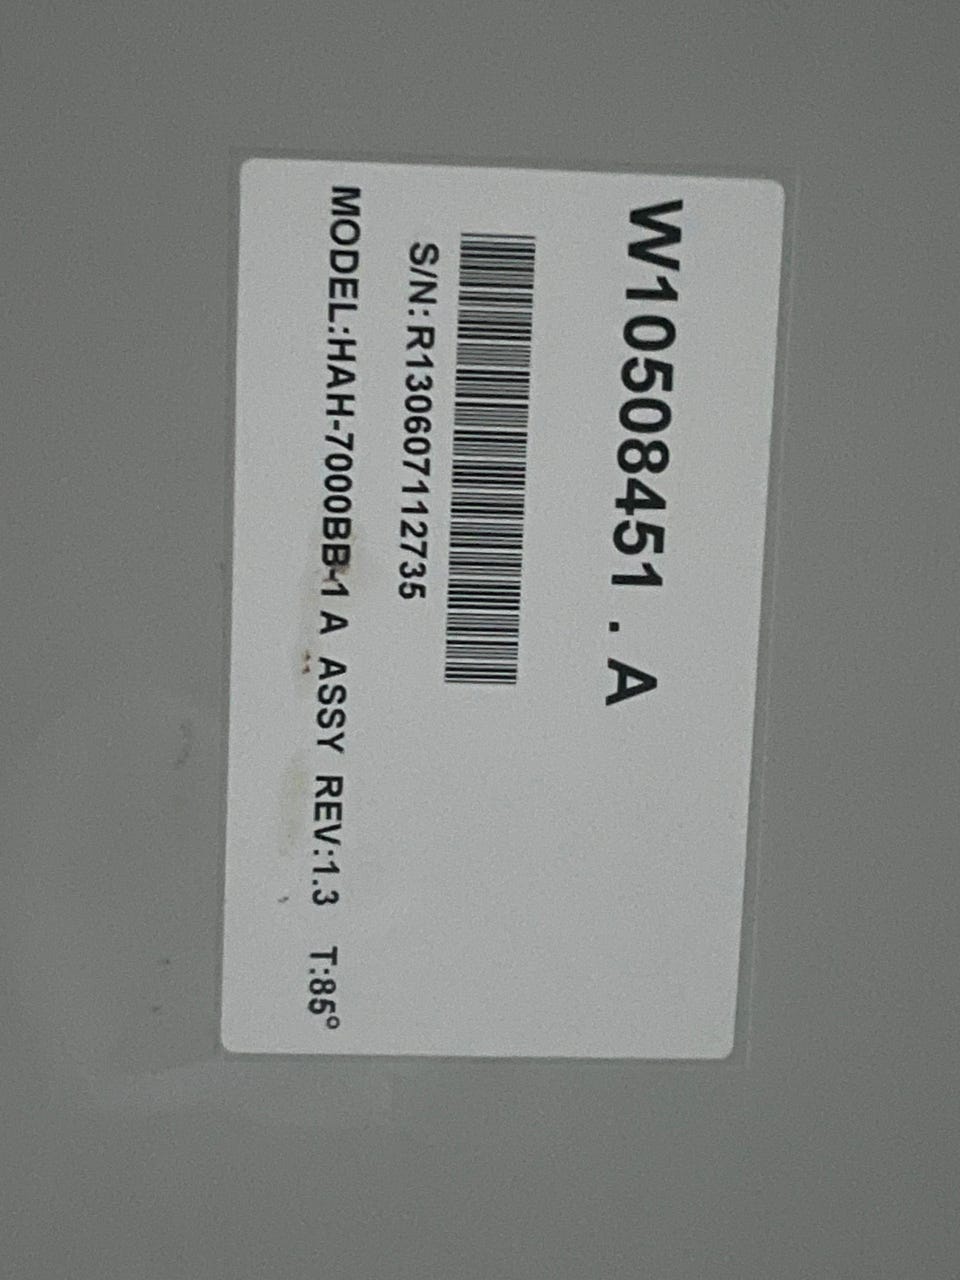 W10508451 . A
S/N: R130607112735
MODEL:HAH-7000BB-1 A  ASSY  REV:1.3  T:85°